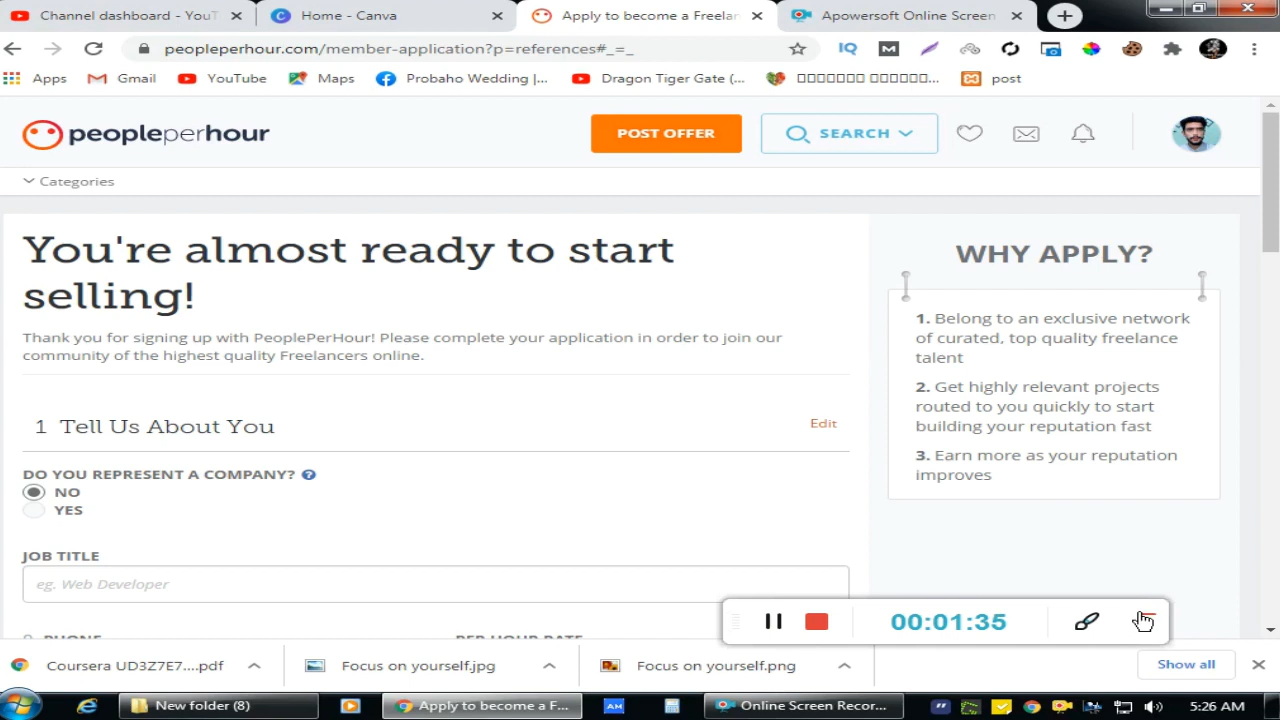 Channel dashboard - YouT
Home - Canva
Apply to become a Freelar
Apowersoft Online Screen
peopleperhour.com/member-application?p=references#_=_
Apps
Gmail
YouTube
Maps
Probaho Wedding |...
Dragon Tiger Gate (...
post
peopleperhour
POST OFFER
SEARCH
Categories
You're almost ready to start
selling!
Thank you for signing up with PeoplePerHour! Please complete your application in order to join our
community of the highest quality Freelancers online.
1 Tell Us About You
Edit
DO YOU REPRESENT A COMPANY?
NO
YES
JOB TITLE
eg. Web Developer
PHONE
PER HOUR RATE
WHY APPLY?
1. Belong to an exclusive network
of curated, top quality freelance
talent
2. Get highly relevant projects
routed to you quickly to start
building your reputation fast
3. Earn more as your reputation
improves
00:01:35
Coursera UD3Z7E7....pdf
Focus on yourself.jpg
Focus on yourself.png
Show all
New folder (8)
Apply to become a F...
AM
Online Screen Recor...
5:26 AM